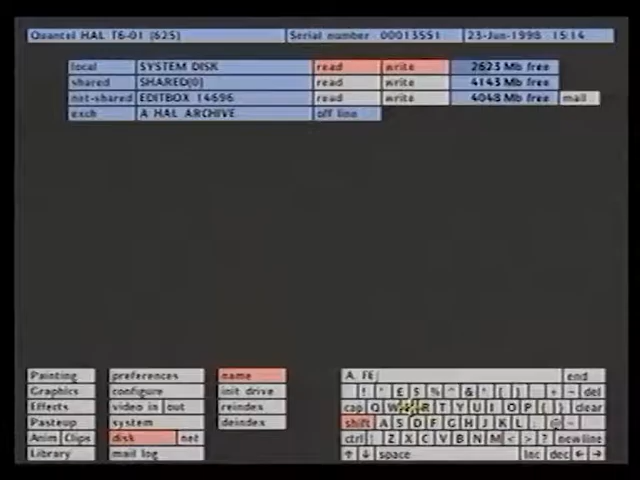 Quantel HAL T6-01 (625) Serial number 00013551 23-Jun-1998 15:14
local SYSTEM DISK read write 2623 Mb free
shared SHARED(0) read write 4143 Mb free
net-shared EDITBOX 14696 read write 4048 Mb free mail
exch A HAL ARCHIVE off line
Painting preferences name A. FE end
Graphics configure init drive ! £ $ % ^ & * ( ) + - del
Effects video in out reindex cap Q W R T Y U I O P { } clear
Pasteup system deindex shift A S D F G H J K L : @ ~
Anim Clips disk net ctrl Z X C V B N M < > ? new line
Library mail log ↑ ↓ space inc dec ← →